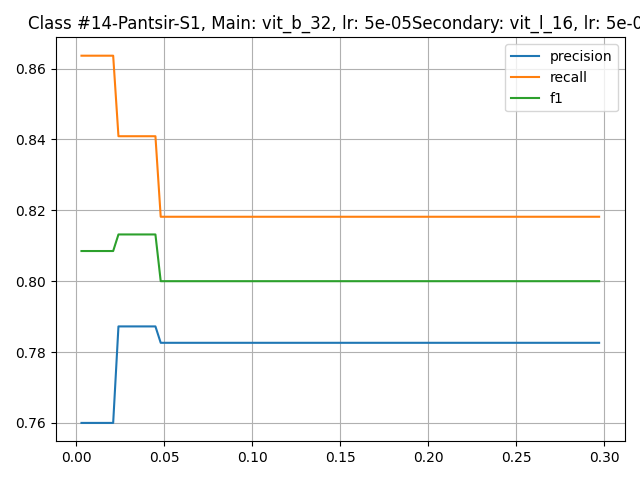 Class #14-Pantsir-S1, Main: vit_b_32, lr: 5e-05Secondary: vit_l_16, lr: 5e-0
precision
recall
f1
0.86
0.84
0.82
0.80
0.78
0.76
0.00 0.05 0.10 0.15 0.20 0.25 0.30